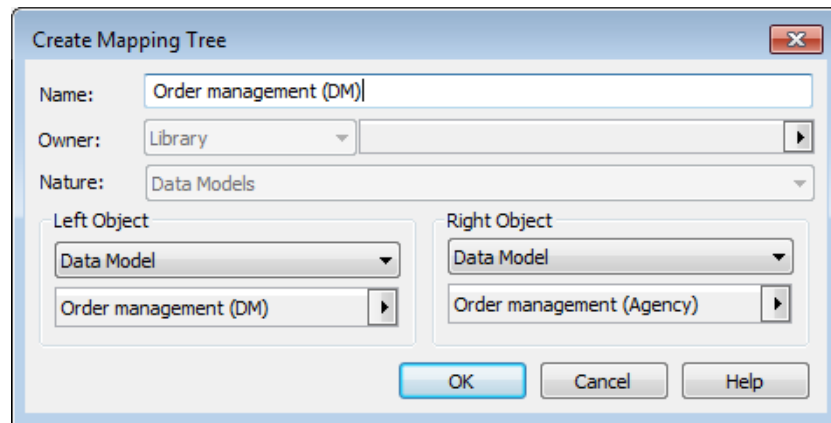 Create Mapping Tree
Name: Order management (DM)
Owner: Library
Nature: Data Models
Left Object
Data Model
Order management (DM)
Right Object
Data Model
Order management (Agency)
OK Cancel Help